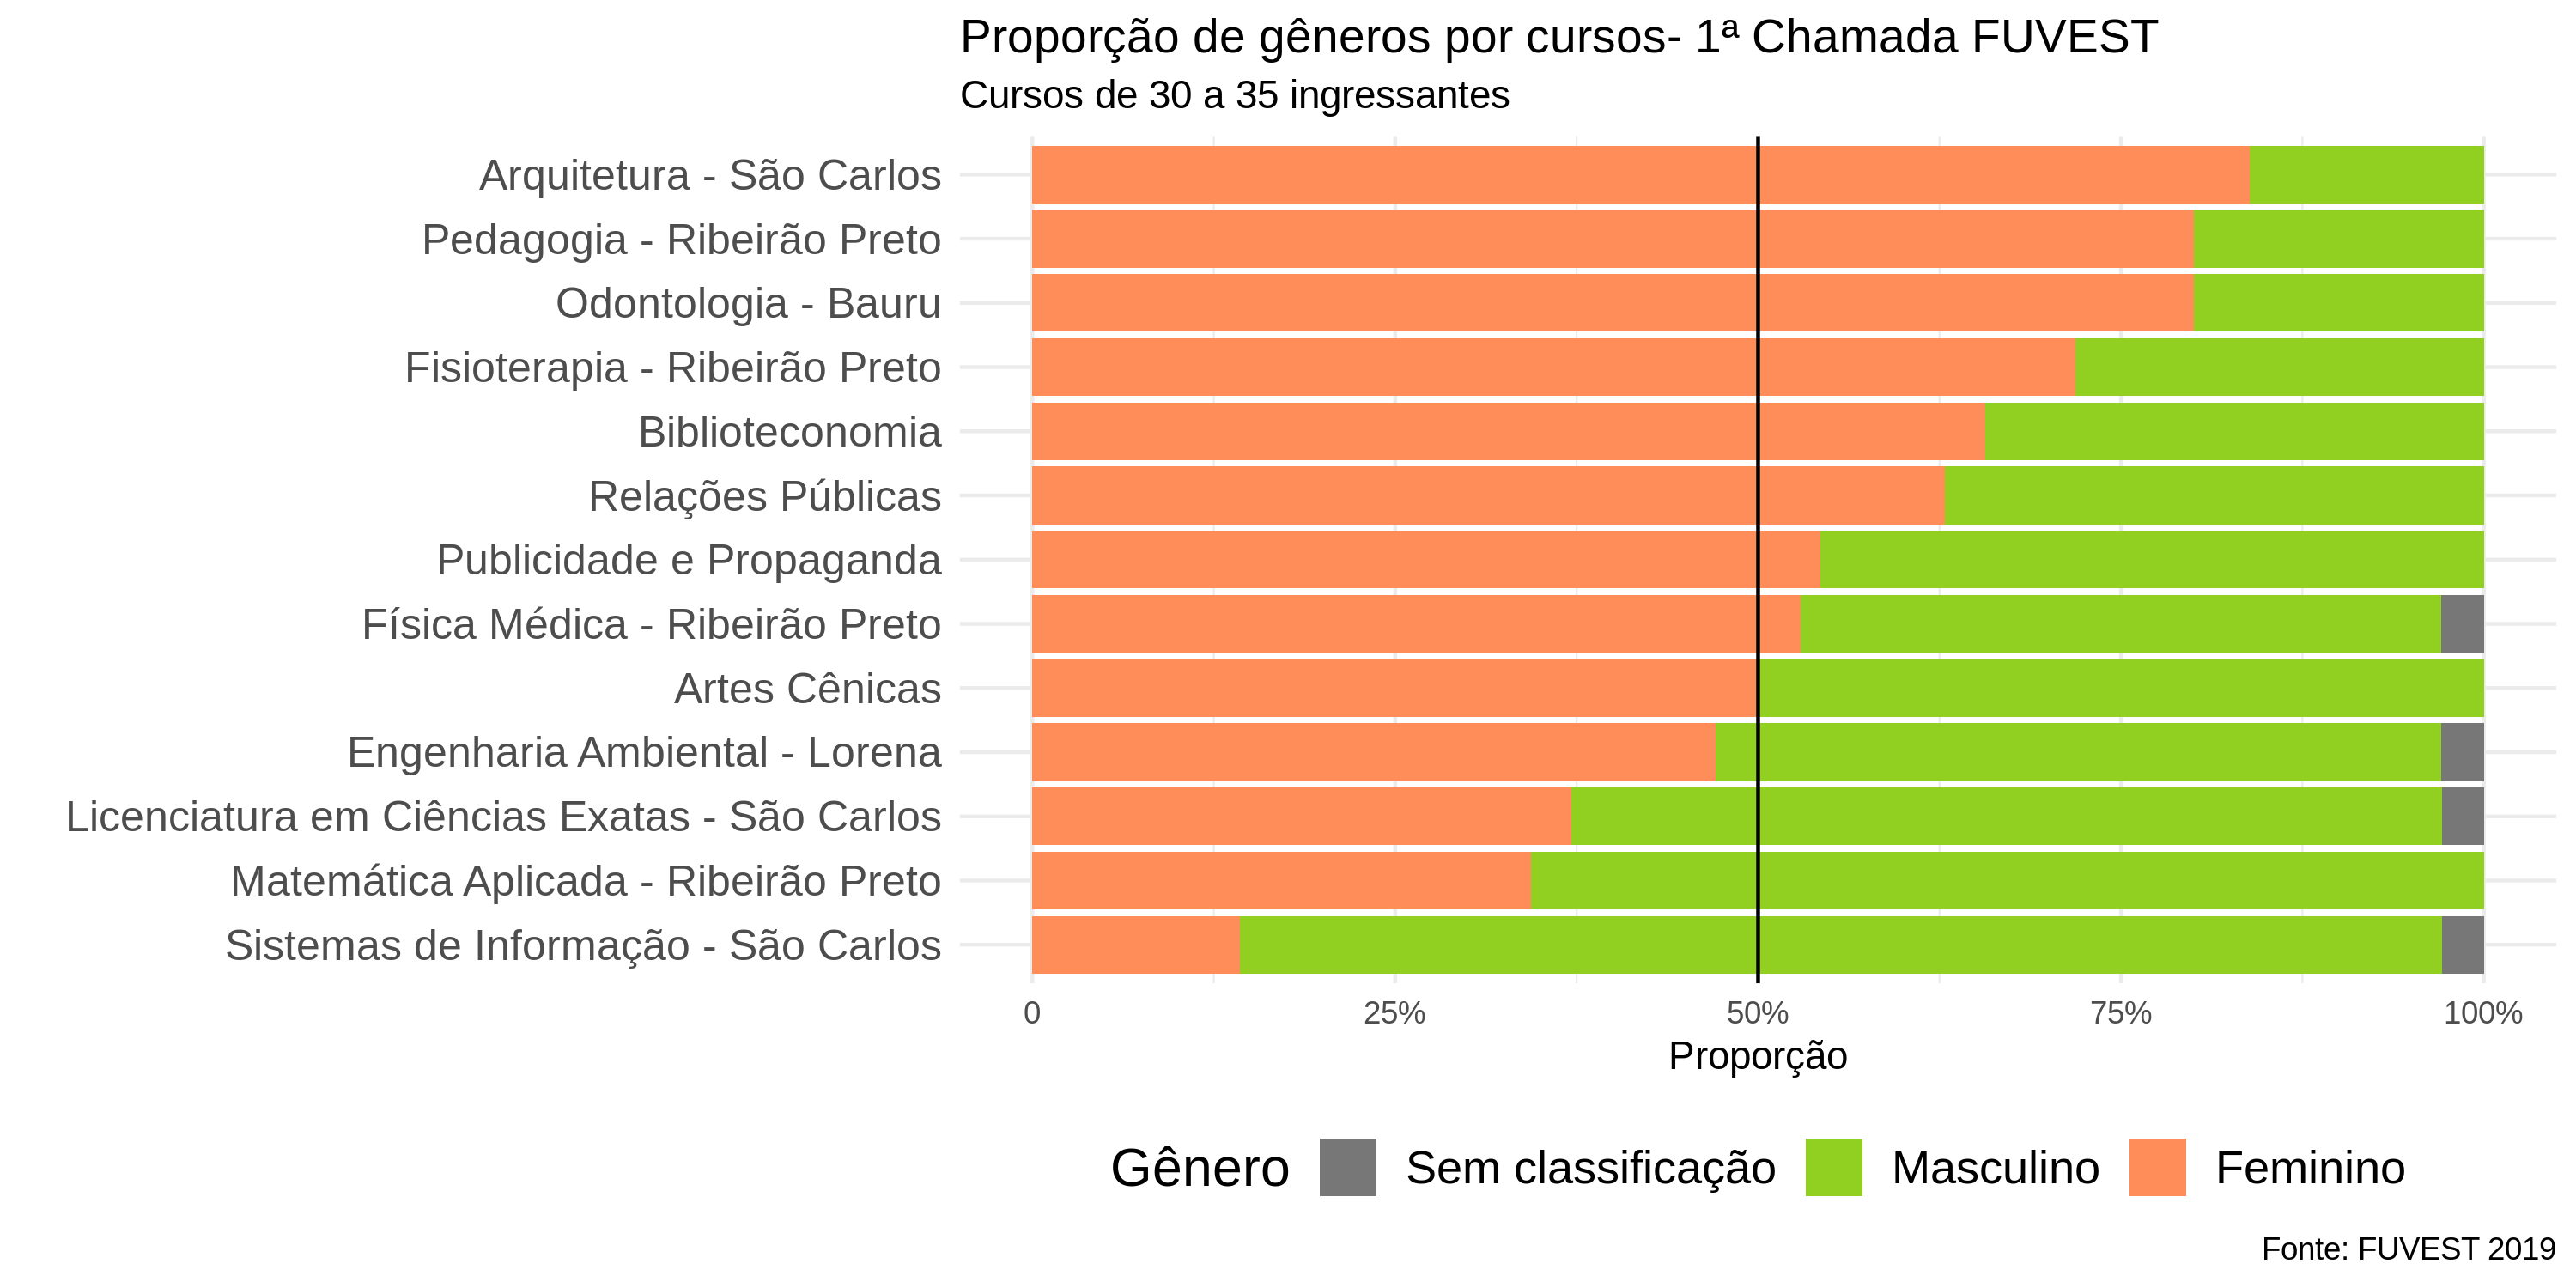 Proporção de gêneros por cursos- 1ª Chamada FUVEST
Cursos de 30 a 35 ingressantes
Arquitetura - São Carlos
Pedagogia - Ribeirão Preto
Odontologia - Bauru
Fisioterapia - Ribeirão Preto
Biblioteconomia
Relações Públicas
Publicidade e Propaganda
Física Médica - Ribeirão Preto
Artes Cênicas
Engenharia Ambiental - Lorena
Licenciatura em Ciências Exatas - São Carlos
Matemática Aplicada - Ribeirão Preto
Sistemas de Informação - São Carlos
0 25% 50% 75% 100%
Proporção
Gênero Sem classificação Masculino Feminino
Fonte: FUVEST 2019